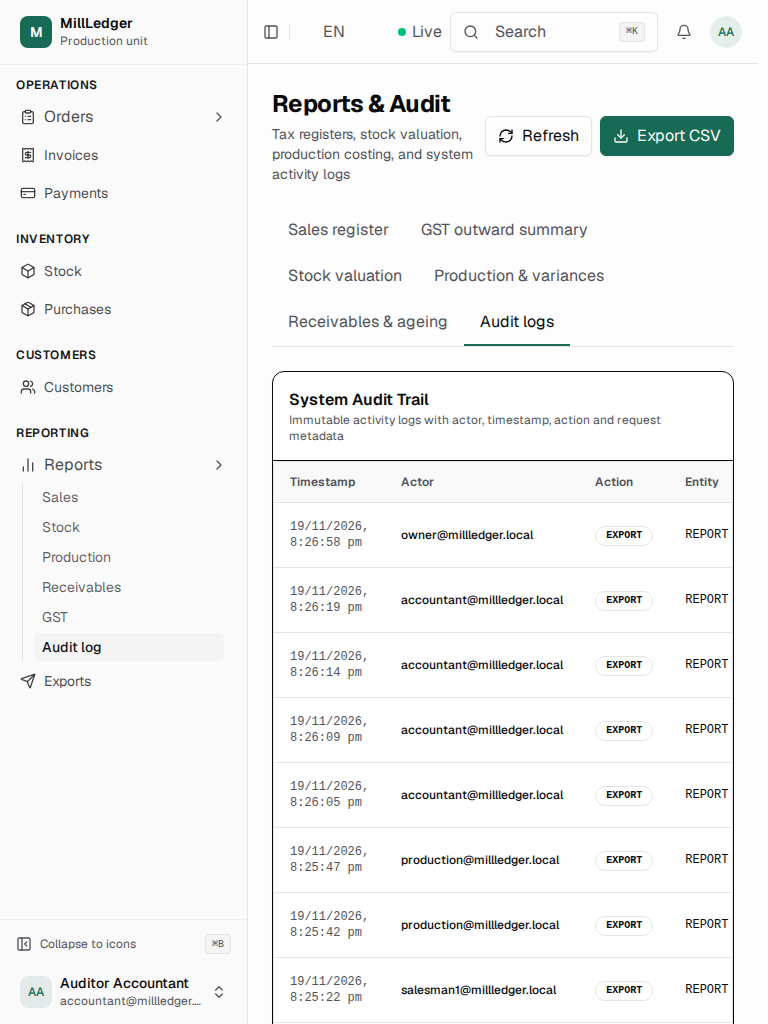 M
MillLedger
Production unit
OPERATIONS
Orders
Invoices
Payments
INVENTORY
Stock
Purchases
CUSTOMERS
Customers
REPORTING
Reports
Sales
Stock
Production
Receivables
GST
Audit log
Exports
Collapse to icons ⌘B
AA
Auditor Accountant
accountant@millledger....
EN
Live
Search ⌘K
AA
Reports & Audit
Tax registers, stock valuation,
production costing, and system
activity logs
Refresh
Export CSV
Sales register GST outward summary
Stock valuation Production & variances
Receivables & ageing Audit logs
System Audit Trail
Immutable activity logs with actor, timestamp, action and request
metadata
Timestamp Actor Action Entity
19/11/2026,
8:26:58 pm
owner@millledger.local EXPORT REPORT
19/11/2026,
8:26:19 pm
accountant@millledger.local EXPORT REPORT
19/11/2026,
8:26:14 pm
accountant@millledger.local EXPORT REPORT
19/11/2026,
8:26:09 pm
accountant@millledger.local EXPORT REPORT
19/11/2026,
8:26:05 pm
accountant@millledger.local EXPORT REPORT
19/11/2026,
8:25:47 pm
production@millledger.local EXPORT REPORT
19/11/2026,
8:25:42 pm
production@millledger.local EXPORT REPORT
19/11/2026,
8:25:22 pm
salesman1@millledger.local EXPORT REPORT